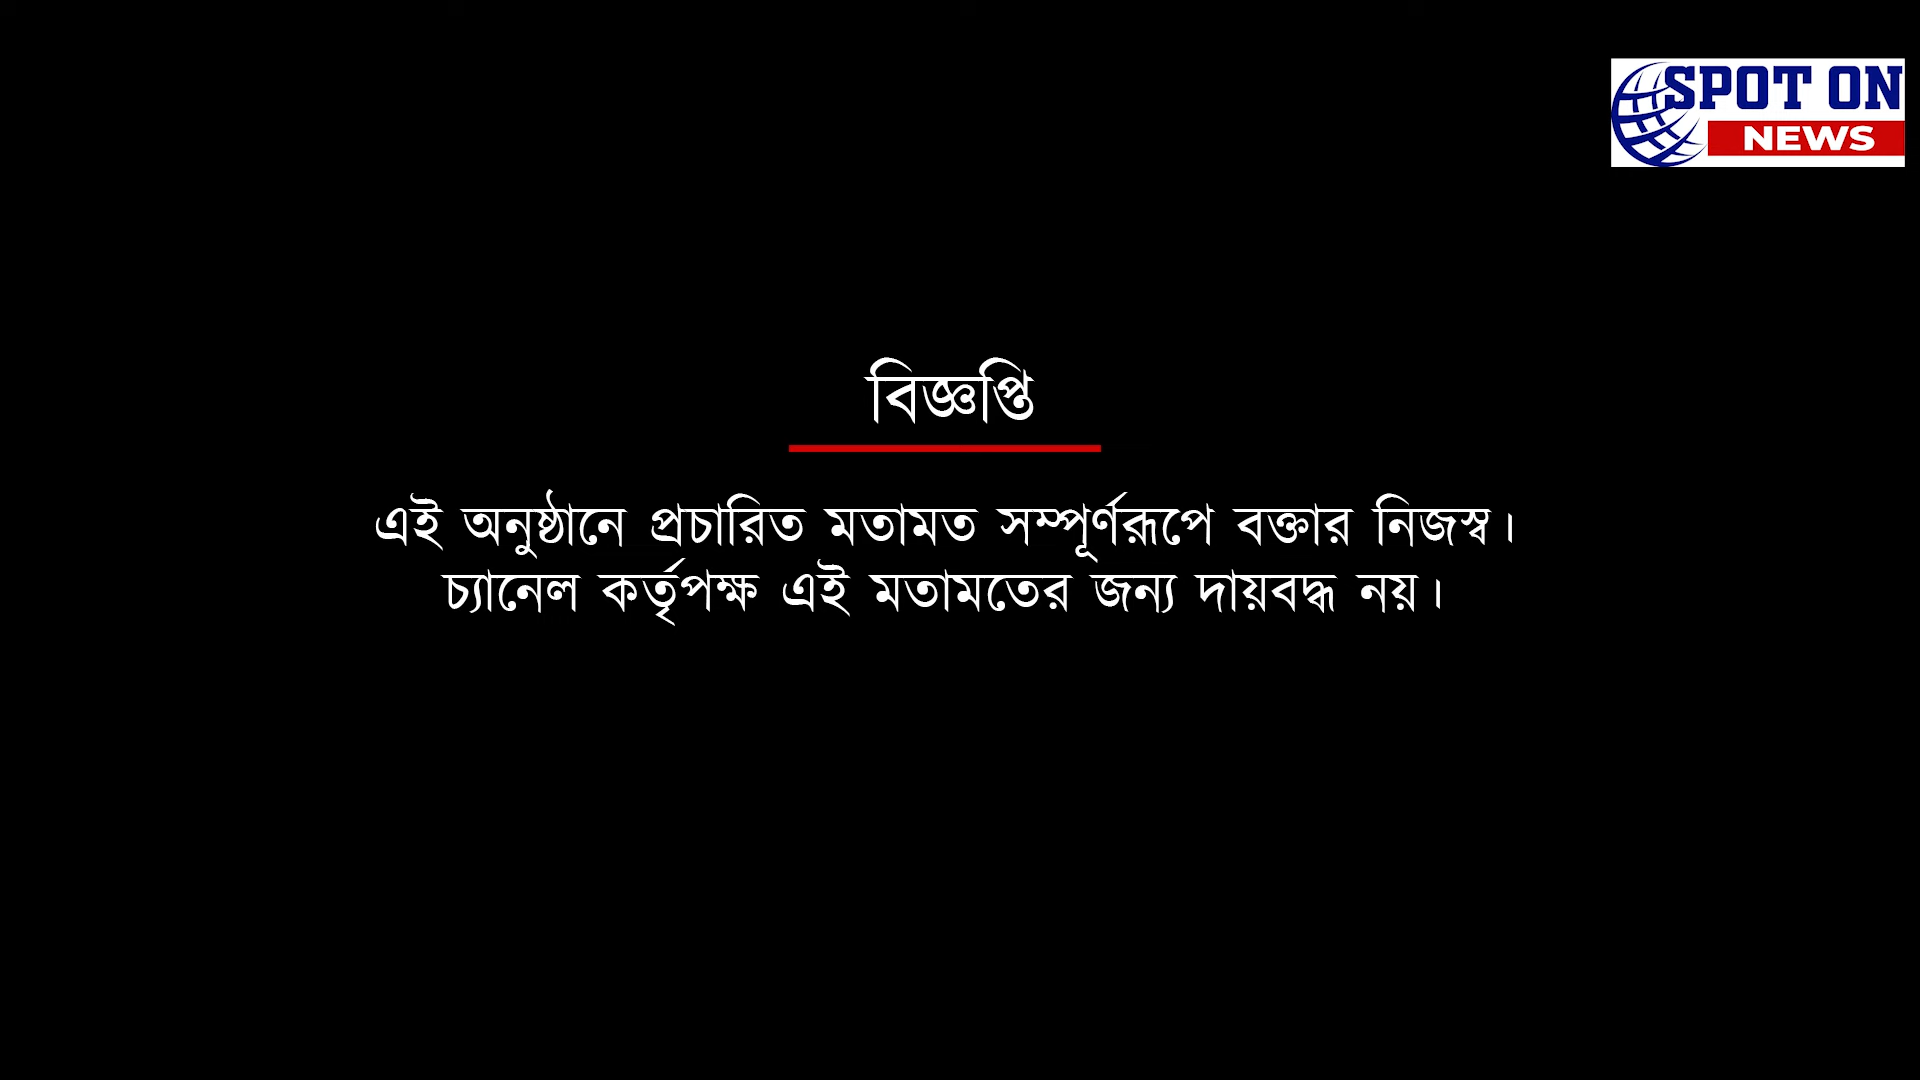 SPOT ON
NEWS
বিজ্ঞপ্তি
এই অনুষ্ঠানে প্রচারিত মতামত সম্পূর্ণরূপে বক্তার নিজস্ব।
চ্যানেল কর্তৃপক্ষ এই মতামতের জন্য দায়বদ্ধ নয়।